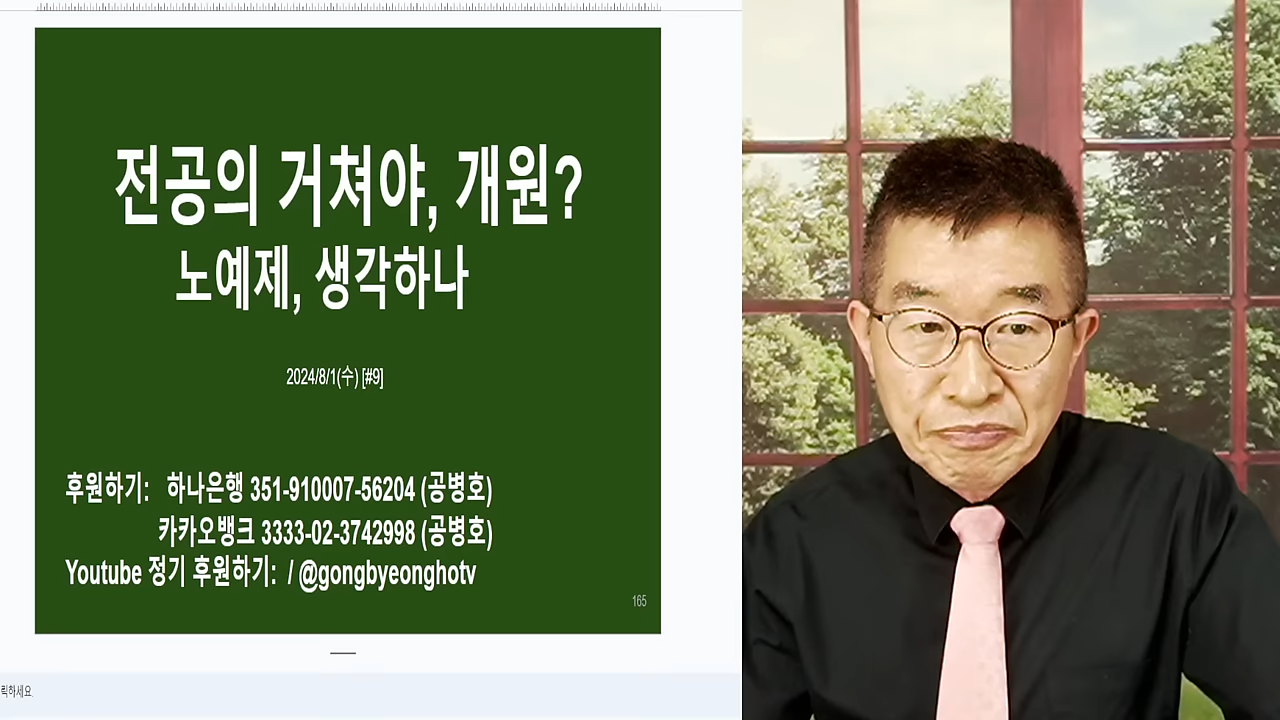 전공의 거쳐야, 개원?
노예제, 생각하나
2024/8/1(수) [#9]
후원하기: 하나은행 351-910007-56204 (공병호)
카카오뱅크 3333-02-3742998 (공병호)
Youtube 정기 후원하기: / @gongbyeonghotv
165
릭하세요.